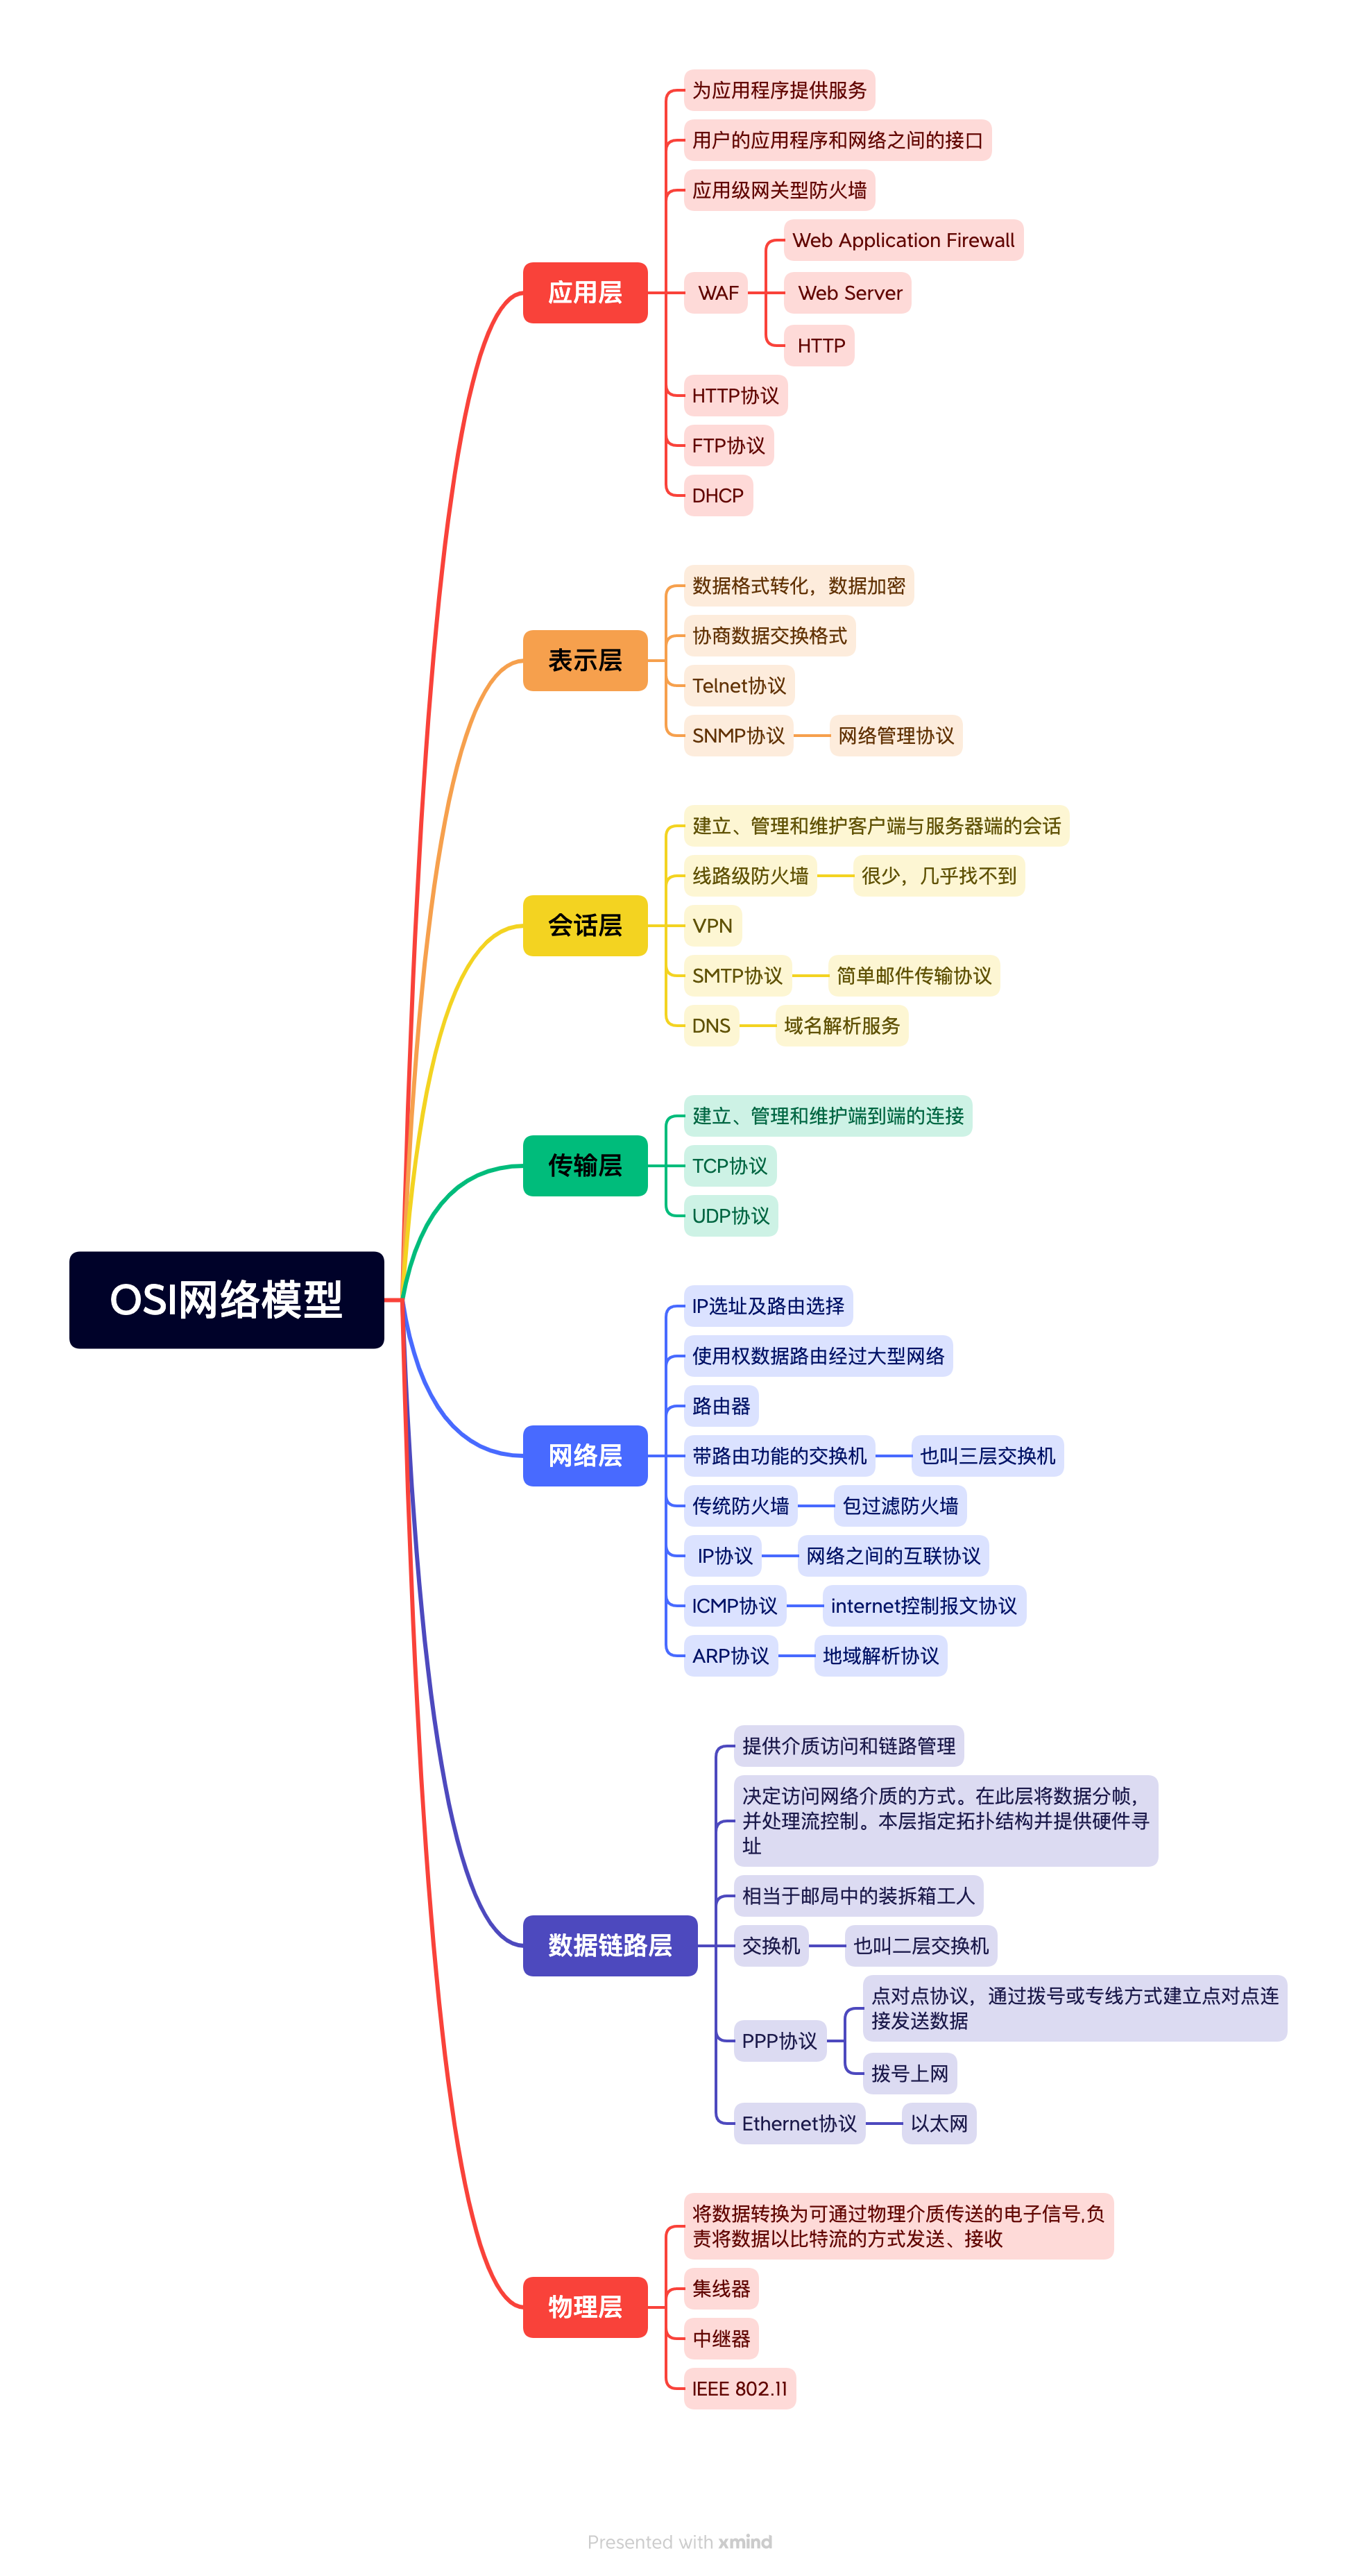 OSI网络模型
应用层
为应用程序提供服务
用户的应用程序和网络之间的接口
应用级网关型防火墙
WAF
Web Application Firewall
Web Server
HTTP
HTTP协议
FTP协议
DHCP
表示层
数据格式转化，数据加密
协商数据交换格式
Telnet协议
SNMP协议
网络管理协议
会话层
建立、管理和维护客户端与服务器端的会话
线路级防火墙
很少，几乎找不到
VPN
SMTP协议
简单邮件传输协议
DNS
域名解析服务
传输层
建立、管理和维护端到端的连接
TCP协议
UDP协议
网络层
IP选址及路由选择
使用权数据路由经过大型网络
路由器
带路由功能的交换机
也叫三层交换机
传统防火墙
包过滤防火墙
IP协议
网络之间的互联协议
ICMP协议
internet控制报文协议
ARP协议
地域解析协议
数据链路层
提供介质访问和链路管理
决定访问网络介质的方式。在此层将数据分帧，
并处理流控制。本层指定拓扑结构并提供硬件寻
址
相当于邮局中的装拆箱工人
交换机
也叫二层交换机
PPP协议
点对点协议，通过拨号或专线方式建立点对点连
接发送数据
拨号上网
Ethernet协议
以太网
物理层
将数据转换为可通过物理介质传送的电子信号,负
责将数据以比特流的方式发送、接收
集线器
中继器
IEEE 802.11
Presented with xmind